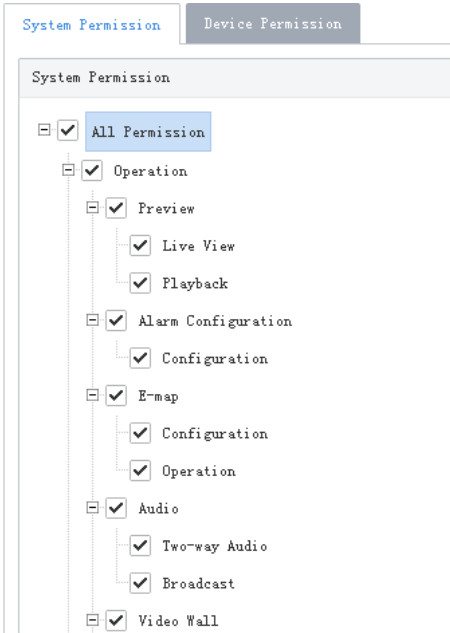 System Permission
Device Permission
System Permission
All Permission
Operation
Preview
Live View
Playback
Alarm Configuration
Configuration
E-map
Configuration
Operation
Audio
Two-way Audio
Broadcast
Video Wall